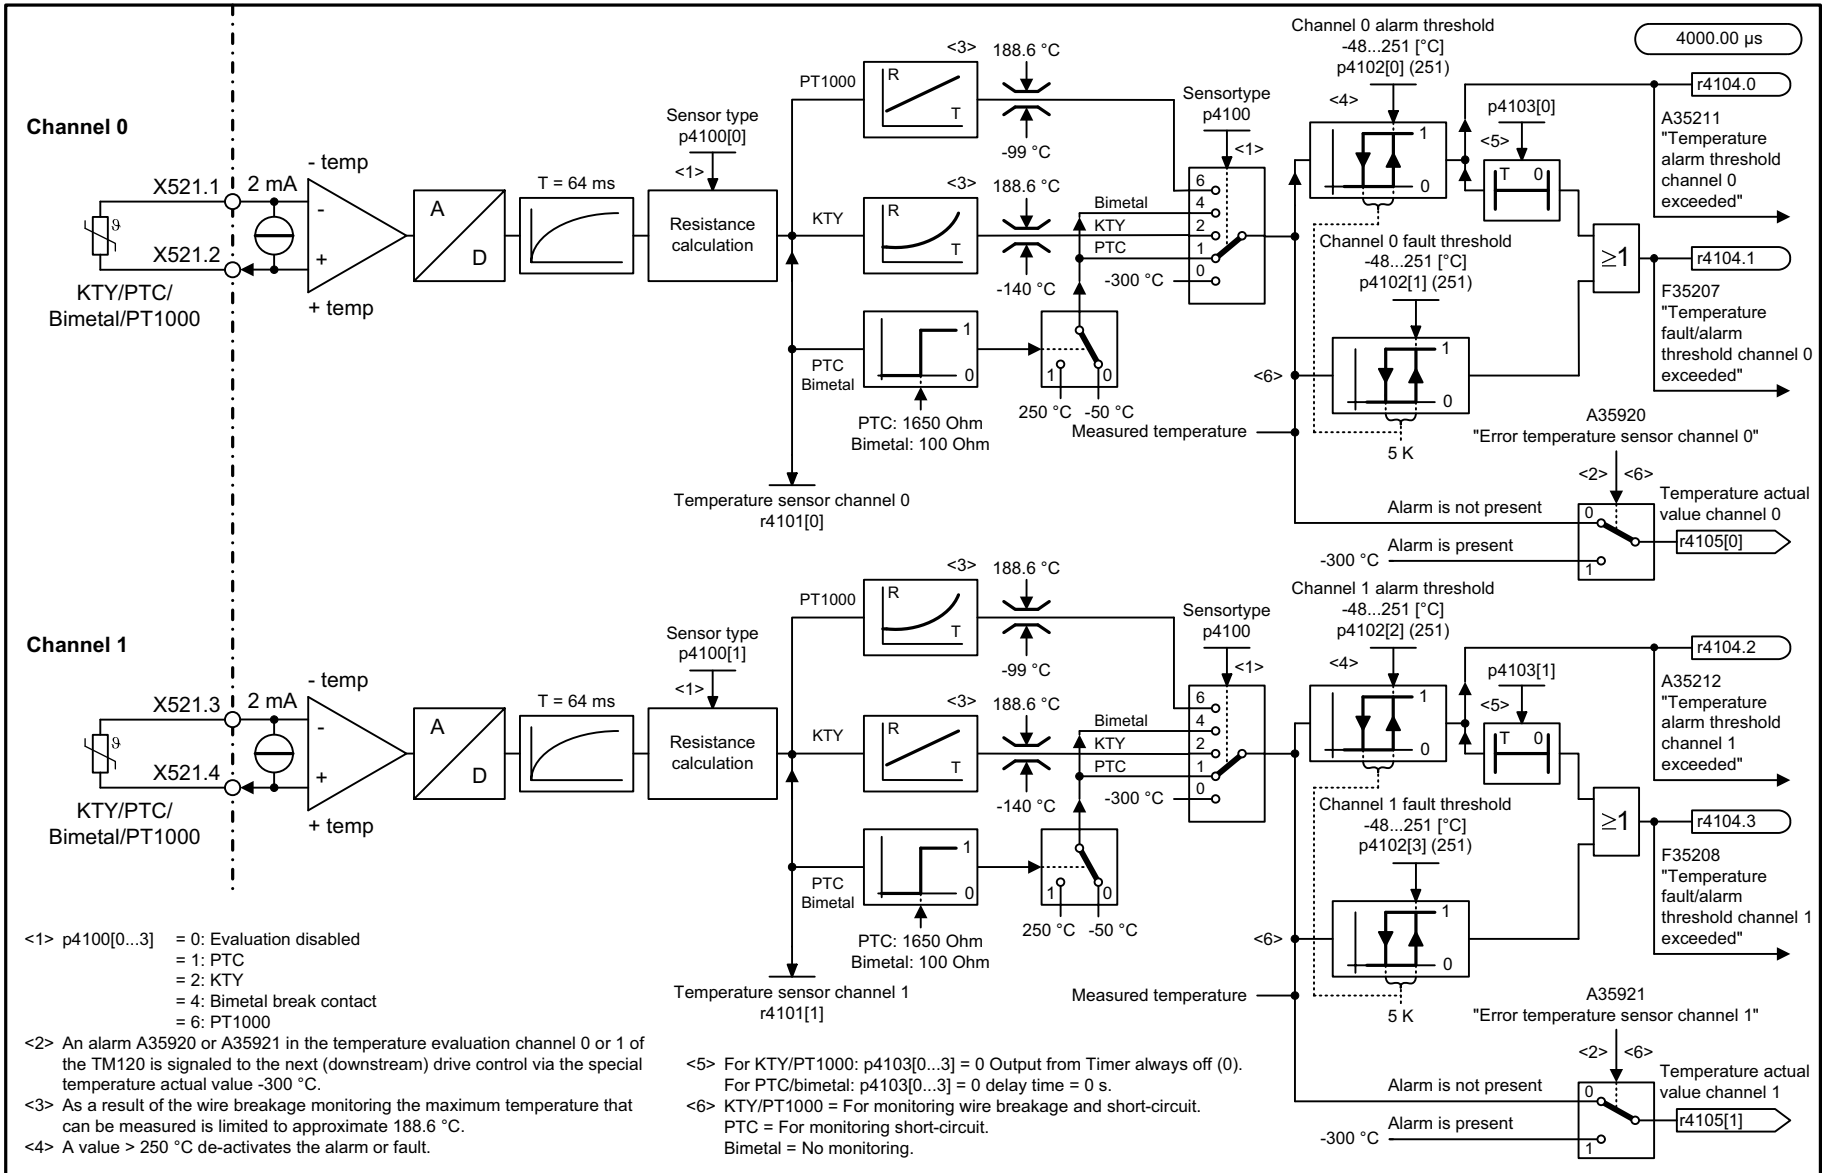 4000.00 µs
Channel 0
X521.1
X521.2
ϑ
KTY/PTC/
Bimetal/PT1000
2 mA
- temp
-
+
+ temp
A
D
T = 64 ms
Sensor type
p4100[0]
<1>
Resistance
calculation
PT1000
<3>
R
T
188.6 °C
-99 °C
KTY
<3>
R
T
188.6 °C
-140 °C
PTC
Bimetal
1
0
PTC: 1650 Ohm
Bimetal: 100 Ohm
1
0
250 °C
-50 °C
Temperature sensor channel 0
r4101[0]
Sensortype
p4100
<1>
Bimetal
KTY
PTC
-300 °C
6
4
2
1
0
Channel 0 alarm threshold
-48...251 [°C]
p4102[0] (251)
<4>
1
0
Channel 0 fault threshold
-48...251 [°C]
p4102[1] (251)
<6>
1
0
5 K
Measured temperature
p4103[0]
<5>
T
0
≥1
r4104.0
A35211
"Temperature
alarm threshold
channel 0
exceeded"
r4104.1
F35207
"Temperature
fault/alarm
threshold channel 0
exceeded"
A35920
"Error temperature sensor channel 0"
<2>
<6>
Alarm is not present
Alarm is present
-300 °C
0
1
Temperature actual
value channel 0
r4105[0]
Channel 1
X521.3
X521.4
ϑ
KTY/PTC/
Bimetal/PT1000
2 mA
- temp
-
+
+ temp
A
D
T = 64 ms
Sensor type
p4100[1]
<1>
Resistance
calculation
PT1000
<3>
R
T
188.6 °C
-99 °C
KTY
<3>
R
T
188.6 °C
-140 °C
PTC
Bimetal
1
0
PTC: 1650 Ohm
Bimetal: 100 Ohm
1
0
250 °C
-50 °C
Temperature sensor channel 1
r4101[1]
Sensortype
p4100
<1>
Bimetal
KTY
PTC
-300 °C
6
4
2
1
0
Channel 1 alarm threshold
-48...251 [°C]
p4102[2] (251)
<4>
1
0
Channel 1 fault threshold
-48...251 [°C]
p4102[3] (251)
<6>
1
0
5 K
Measured temperature
p4103[1]
<5>
T
0
≥1
r4104.2
A35212
"Temperature
alarm threshold
channel 1
exceeded"
r4104.3
F35208
"Temperature
fault/alarm
threshold channel 1
exceeded"
A35921
"Error temperature sensor channel 1"
<2>
<6>
Alarm is not present
Alarm is present
-300 °C
0
1
Temperature actual
value channel 1
r4105[1]
<1> p4100[0...3] = 0: Evaluation disabled
= 1: PTC
= 2: KTY
= 4: Bimetal break contact
= 6: PT1000
<2> An alarm A35920 or A35921 in the temperature evaluation channel 0 or 1 of
the TM120 is signaled to the next (downstream) drive control via the special
temperature actual value -300 °C.
<3> As a result of the wire breakage monitoring the maximum temperature that
can be measured is limited to approximate 188.6 °C.
<4> A value > 250 °C de-activates the alarm or fault.
<5> For KTY/PT1000: p4103[0...3] = 0 Output from Timer always off (0).
For PTC/bimetal: p4103[0...3] = 0 delay time = 0 s.
<6> KTY/PT1000 = For monitoring wire breakage and short-circuit.
PTC = For monitoring short-circuit.
Bimetal = No monitoring.